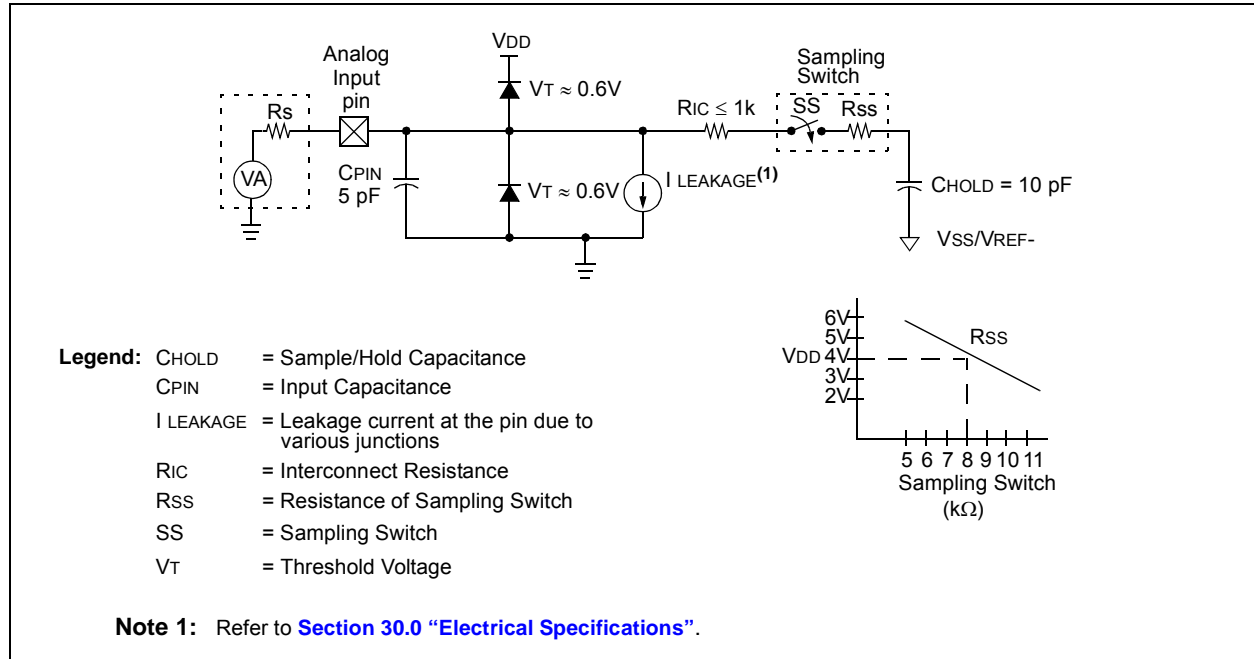 VDD
Analog
Input
pin
Sampling
Switch
VT ≈ 0.6V
Rs
RIC ≤ 1k
SS
Rss
VA
CPIN
5 pF
VT ≈ 0.6V
I LEAKAGE(1)
CHOLD = 10 pF
VSS/VREF-
6V
5V
VDD 4V
3V
2V
RSS
5 6 7 8 9 10 11
Sampling Switch
(kΩ)
Legend: CHOLD = Sample/Hold Capacitance
CPIN = Input Capacitance
I LEAKAGE = Leakage current at the pin due to
various junctions
RIC = Interconnect Resistance
RSS = Resistance of Sampling Switch
SS = Sampling Switch
VT = Threshold Voltage
Note 1: Refer to Section 30.0 “Electrical Specifications”.